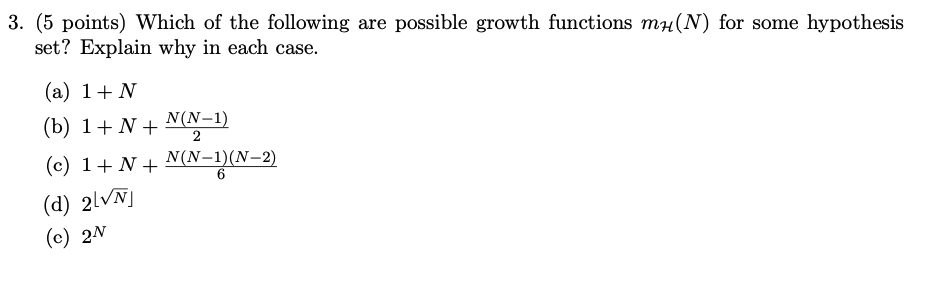 3. (5 points) Which of the following are possible growth functions $m_{\mathcal{H}}(N)$ for some hypothesis
set? Explain why in each case.
(a) $1 + N$
(b) $1 + N + \frac{N(N-1)}{2}$
(c) $1 + N + \frac{N(N-1)(N-2)}{6}$
(d) $2^{\lfloor \sqrt{N} \rfloor}$
(e) $2^N$